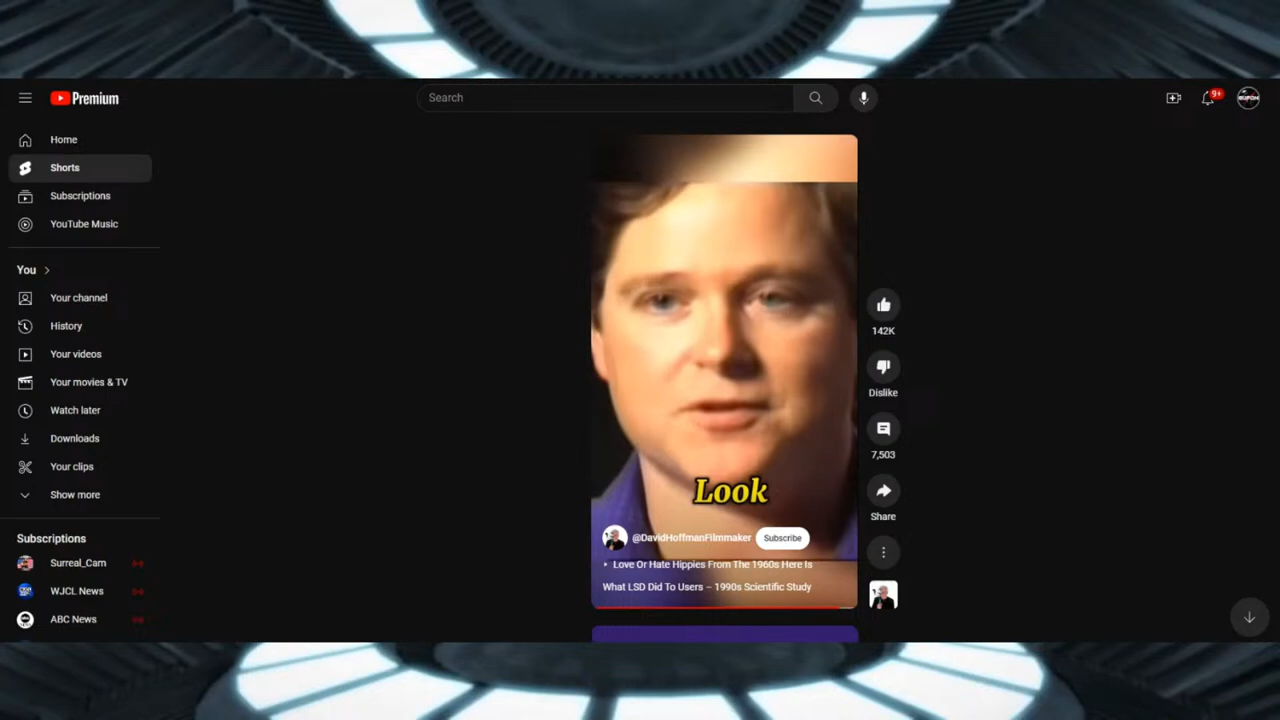 Premium
Search
9+
Home
Shorts
Subscriptions
YouTube Music
You
Your channel
History
Your videos
Your movies & TV
Watch later
Downloads
Your clips
Show more
Subscriptions
Surreal_Cam
WJCL News
ABC News
Look
@DavidHoffmanFilmmaker Subscribe
Love Or Hate Hippies From The 1960s Here Is
What LSD Did To Users – 1990s Scientific Study
142K
Dislike
7,503
Share